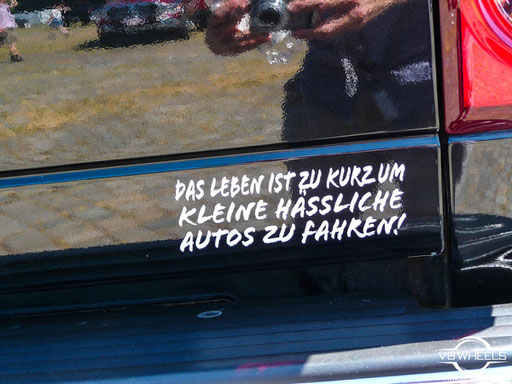 DAS LEBEN IST ZU KURZ UM
KLEINE HÄSSLICHE
AUTOS ZU FAHREN!
V8WHEELS